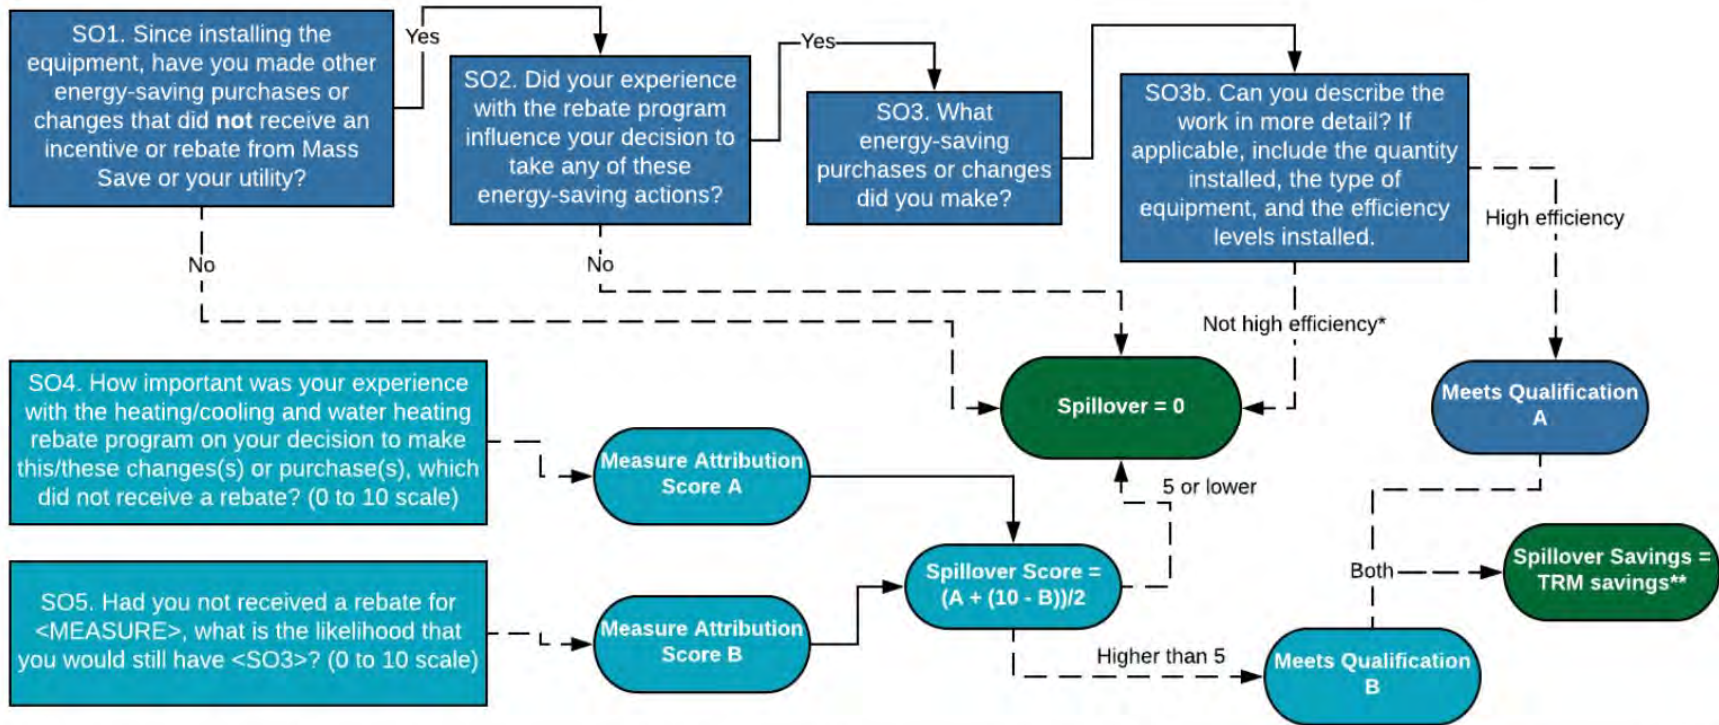 SO1. Since installing the
equipment, have you made other
energy-saving purchases or
changes that did not receive an
incentive or rebate from Mass
Save or your utility?
Yes
No
SO2. Did your experience
with the rebate program
influence your decision to
take any of these
energy-saving actions?
Yes
No
SO3. What
energy-saving
purchases or changes
did you make?
SO3b. Can you describe the
work in more detail? If
applicable, include the quantity
installed, the type of
equipment, and the efficiency
levels installed.
High efficiency
Not high efficiency*
Spillover = 0
Meets Qualification
A
SO4. How important was your experience
with the heating/cooling and water heating
rebate program on your decision to make
this/these changes(s) or purchase(s), which
did not receive a rebate? (0 to 10 scale)
Measure Attribution
Score A
5 or lower
SO5. Had you not received a rebate for
<MEASURE>, what is the likelihood that
you would still have <SO3>? (0 to 10 scale)
Measure Attribution
Score B
Spillover Score =
(A + (10 - B))/2
Higher than 5
Meets Qualification
B
Both
Spillover Savings =
TRM savings**